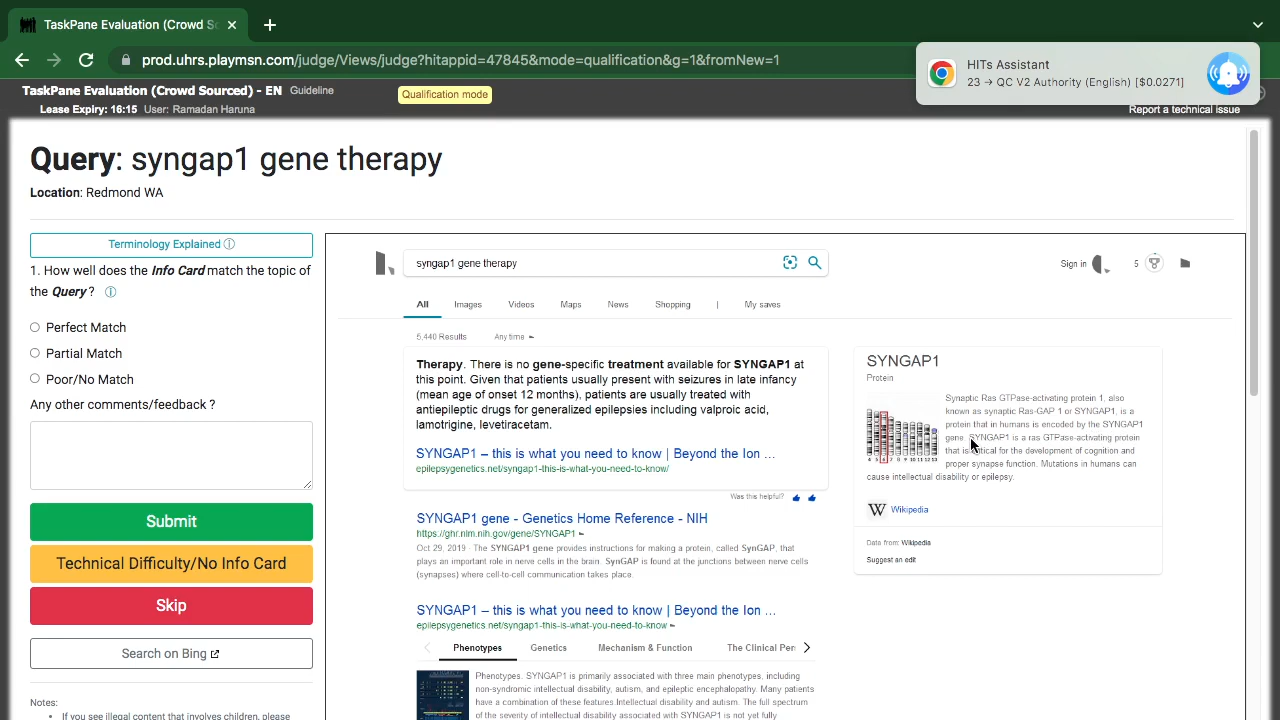 TaskPane Evaluation (Crowd So
prod.uhrs.playmsn.com/judge/Views/judge?hitappid=47845&mode=qualification&g=1&fromNew=1
HITs Assistant
23 → QC V2 Authority (English) [$0.0271]
TaskPane Evaluation (Crowd Sourced) - EN Guideline
Qualification mode
Lease Expiry: 16:15 User: Ramadan Haruna
Report a technical issue
Query: syngap1 gene therapy
Location: Redmond WA
Terminology Explained
1. How well does the Info Card match the topic of
the Query ?
Perfect Match
Partial Match
Poor/No Match
Any other comments/feedback ?
Submit
Technical Difficulty/No Info Card
Skip
Search on Bing
Notes:
• If you see illegal content that involves children, please
syngap1 gene therapy
Sign in
5
All Images Videos Maps News Shopping | My saves
5,440 Results Any time
Therapy. There is no gene-specific treatment available for SYNGAP1 at
this point. Given that patients usually present with seizures in late infancy
(mean age of onset 12 months), patients are usually treated with
antiepileptic drugs for generalized epilepsies including valproic acid,
lamotrigine, levetiracetam.
SYNGAP1 – this is what you need to know | Beyond the Ion ...
epilepsygenetics.net/syngap1-this-is-what-you-need-to-know/
Was this helpful?
SYNGAP1 gene - Genetics Home Reference - NIH
https://ghr.nlm.nih.gov/gene/SYNGAP1
Oct 29, 2019 · The SYNGAP1 gene provides instructions for making a protein, called SynGAP, that
plays an important role in nerve cells in the brain. SynGAP is found at the junctions between nerve cells
(synapses) where cell-to-cell communication takes place.
SYNGAP1 – this is what you need to know | Beyond the Ion ...
epilepsygenetics.net/syngap1-this-is-what-you-need-to-know
Phenotypes Genetics Mechanism & Function The Clinical Per
Phenotypes. SYNGAP1 is primarily associated with three main phenotypes, including
non-syndromic intellectual disability, autism, and epileptic encephalopathy. Many patients
have a combination of these features.Intellectual disability and autism. The full spectrum
of the severity of intellectual disability associated with SYNGAP1 is not yet fully
SYNGAP1
Protein
Synaptic Ras GTPase-activating protein 1, also
known as synaptic Ras-GAP 1 or SYNGAP1, is a
protein that in humans is encoded by the SYNGAP1
gene. SYNGAP1 is a ras GTPase-activating protein
that is critical for the development of cognition and
proper synapse function. Mutations in humans can
cause intellectual disability or epilepsy.
W Wikipedia
Data from: Wikipedia
Suggest an edit